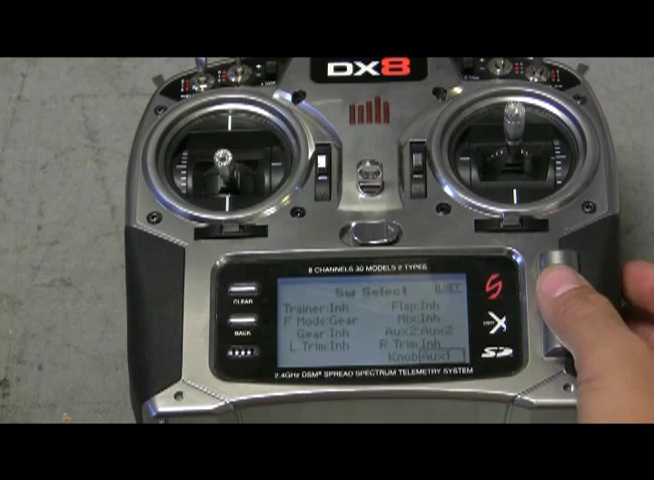 DX8
8 CHANNELS 30 MODELS 2 TYPES
CLEAR
BACK
Sw Select
Trainer:Inh Flap:Inh
F Mode:Gear Mix:Inh
Gear:Inh Aux2:Aux2
L Trim:Inh R Trim:Inh
Knob:Aux1
2.4GHz DSM SPREAD SPECTRUM TELEMETRY SYSTEM